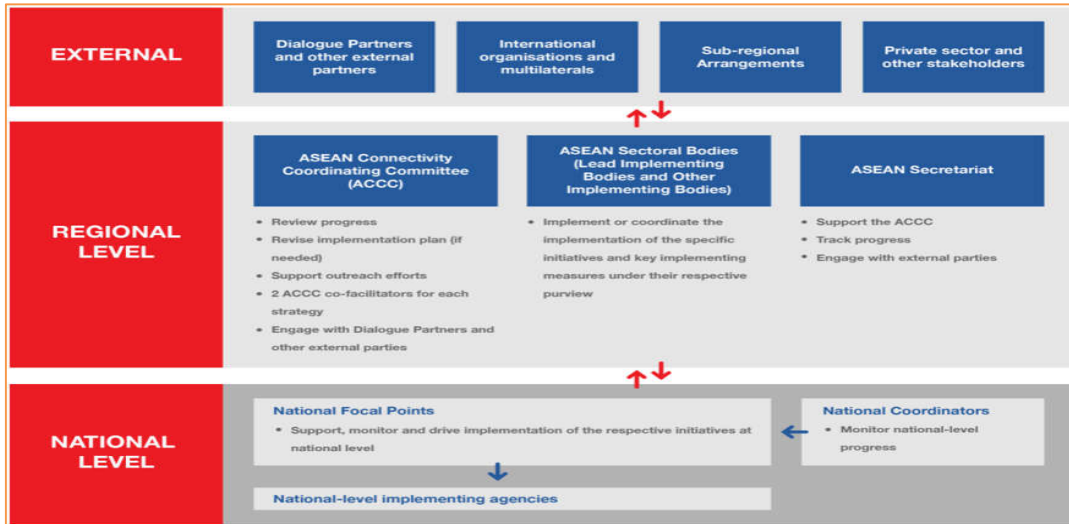 EXTERNAL
Dialogue Partners
and other external
partners
International
organisations and
multilaterals
Sub-regional
Arrangements
Private sector and
other stakeholders
REGIONAL
LEVEL
ASEAN Connectivity
Coordinating Committee
(ACCC)
• Review progress
• Revise implementation plan (if
needed)
• Support outreach efforts
• 2 ACCC co-facilitators for each
strategy
• Engage with Dialogue Partners and
other external parties
ASEAN Sectoral Bodies
(Lead Implementing
Bodies and Other
Implementing Bodies)
• Implement or coordinate the
implementation of the specific
initiatives and key implementing
measures under their respective
purview
ASEAN Secretariat
• Support the ACCC
• Track progress
• Engage with external parties
NATIONAL
LEVEL
National Focal Points
• Support, monitor and drive implementation of the respective initiatives at
national level
National Coordinators
• Monitor national-level
progress
National-level implementing agencies